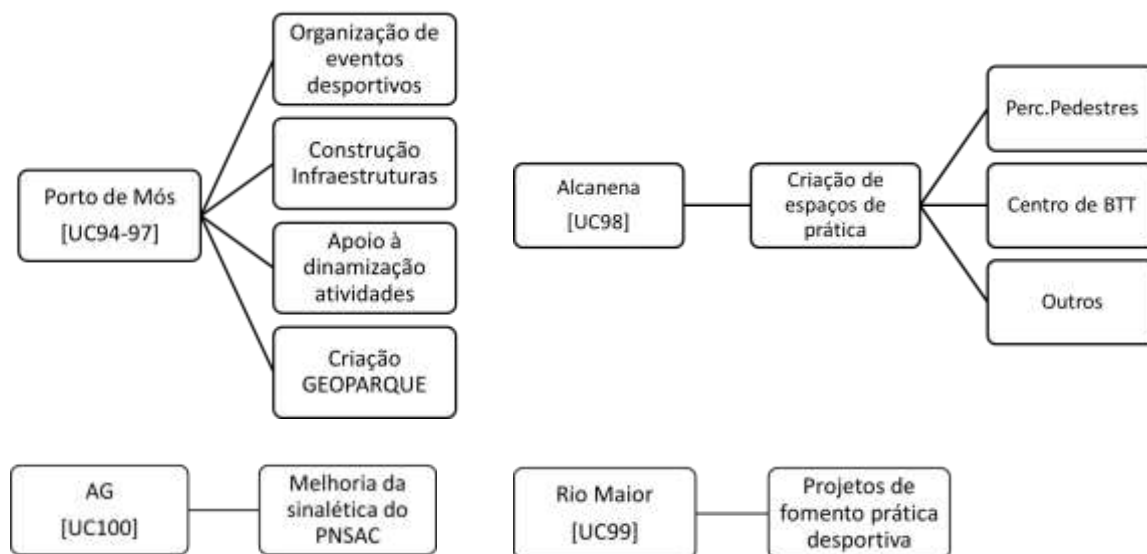 Porto de Mós
[UC94-97]
Organização de
eventos
desportivos
Construção
Infraestruturas
Apoio à
dinamização
atividades
Criação
GEOPARQUE
Alcanena
[UC98]
Criação de
espaços de
prática
Perc.Pedestres
Centro de BTT
Outros
AG
[UC100]
Melhoria da
sinalética do
PNSAC
Rio Maior
[UC99]
Projetos de
fomento prática
desportiva